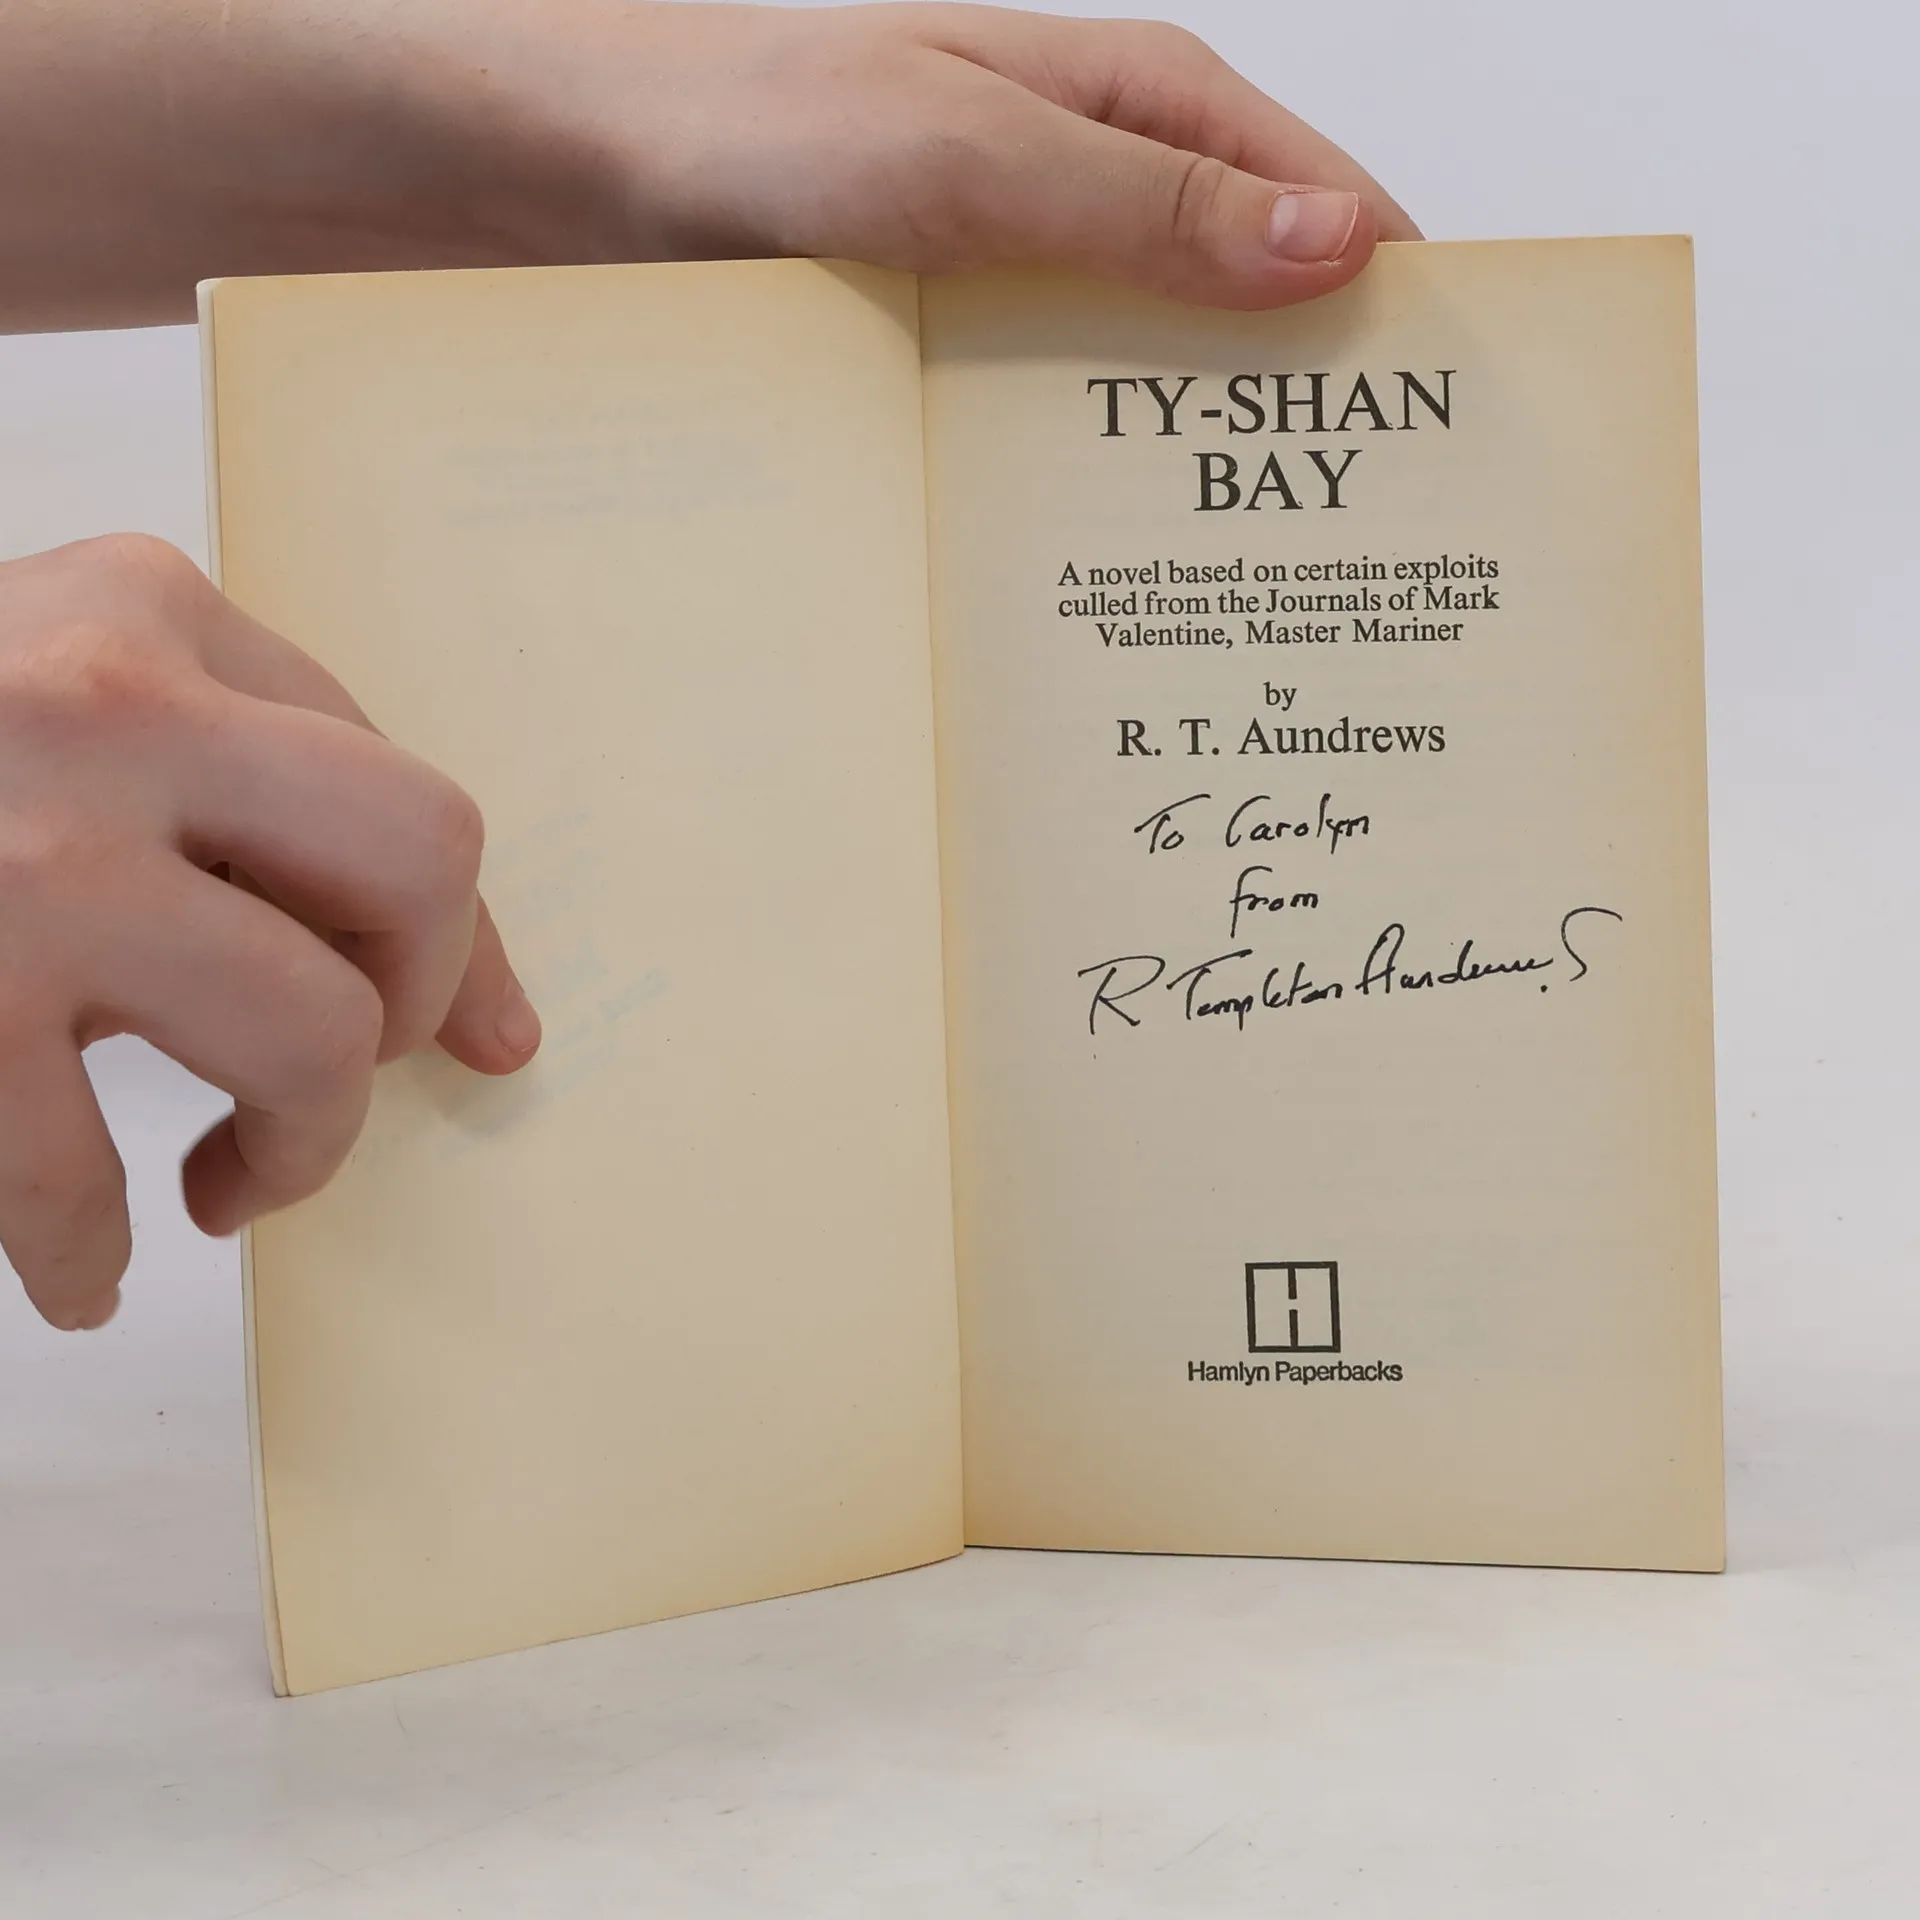 TY-SHAN
BAY
A novel based on certain exploits
culled from the Journals of Mark
Valentine, Master Mariner
by
R. T. Aundrews
To Carolyn
from
R Templeton Aundrews
H
Hamlyn Paperbacks